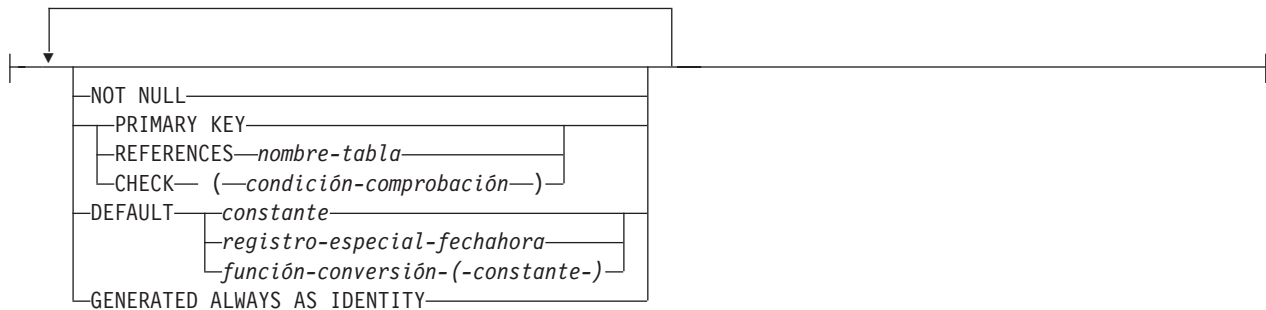 NOT NULL
PRIMARY KEY
REFERENCES nombre-tabla
CHECK ( condición-comprobación )
DEFAULT constante
registro-especial-fechahora
función-conversión-(-constante-)
GENERATED ALWAYS AS IDENTITY